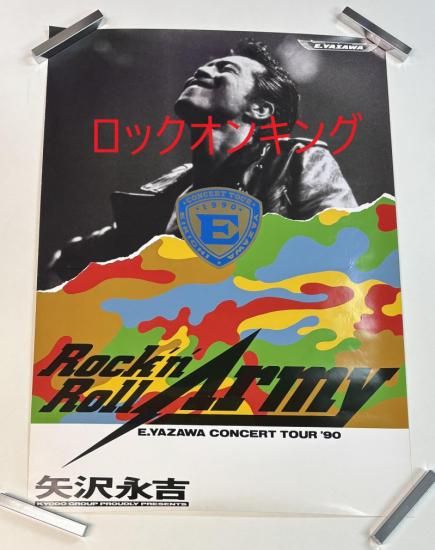 E.YAZAWA
ロックオンキング
CONCERT TOUR
・1990・
E
EIKICHI YAZAWA
Rock'n'
Roll Army
E.YAZAWA CONCERT TOUR '90
矢沢永吉
KYODO GROUP PROUDLY PRESENTS